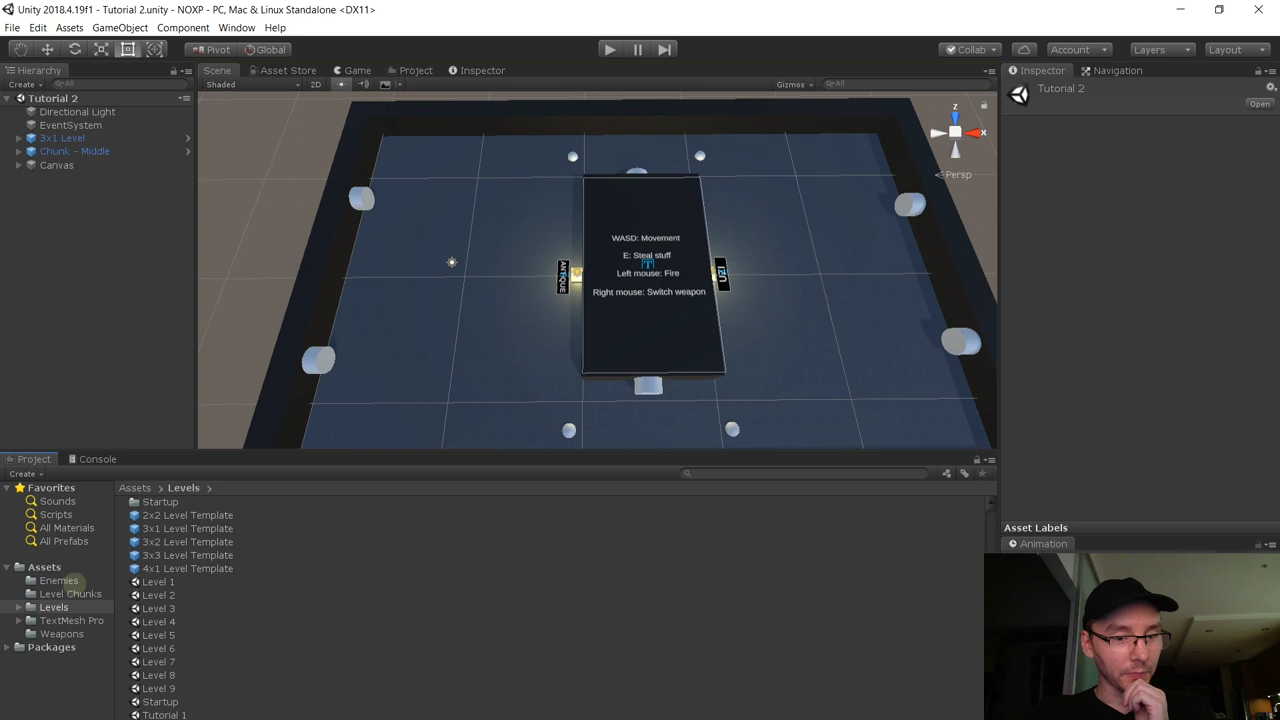 Unity 2018.4.19f1 - Tutorial 2.unity - NOXP - PC, Mac & Linux Standalone <DX11>
File Edit Assets GameObject Component Window Help
Pivot Global Collab Account Layers Layout
Hierarchy Scene Asset Store Game Project Inspector Inspector Navigation
Create All Shaded 2D Gizmos All Tutorial 2
Open
Tutorial 2
Directional Light
EventSystem
3x1 Level
Chunk - Middle
Canvas
z
x
Persp
WASD: Movement
E: Steal stuff
Left mouse: Fire
Right mouse: Switch weapon
ANTIQUE
UZI
Project Console
Create
Favorites
Sounds
Scripts
All Materials
All Prefabs
Assets
Enemies
Level Chunks
Levels
TextMesh Pro
Weapons
Packages
Assets > Levels >
Startup
2x2 Level Template
3x1 Level Template
3x2 Level Template
3x3 Level Template
4x1 Level Template
Level 1
Level 2
Level 3
Level 4
Level 5
Level 6
Level 7
Level 8
Level 9
Startup
Tutorial 1
Asset Labels
Animation